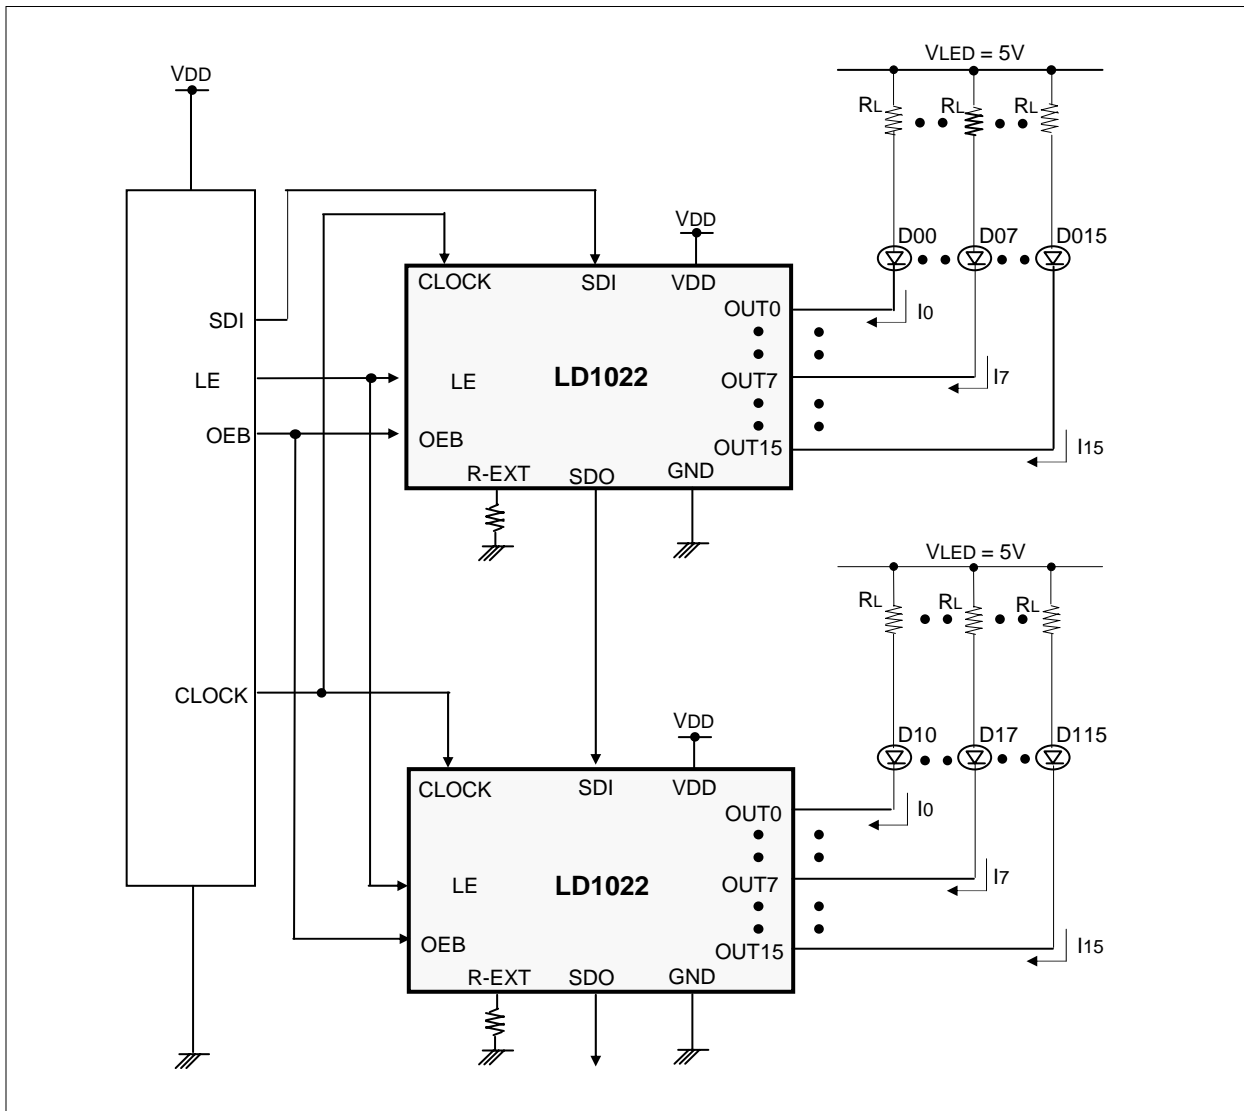 VLED = 5V
VDD
RL
RL
RL
VDD
D00
D07
D015
CLOCK
SDI
VDD
OUT0
I0
SDI
LE
LE
LD1022
OUT7
I7
OEB
OEB
OUT15
I15
R-EXT
SDO
GND
VLED = 5V
RL
RL
RL
CLOCK
VDD
D10
D17
D115
CLOCK
SDI
VDD
OUT0
I0
LE
LD1022
OUT7
I7
OEB
OUT15
I15
R-EXT
SDO
GND